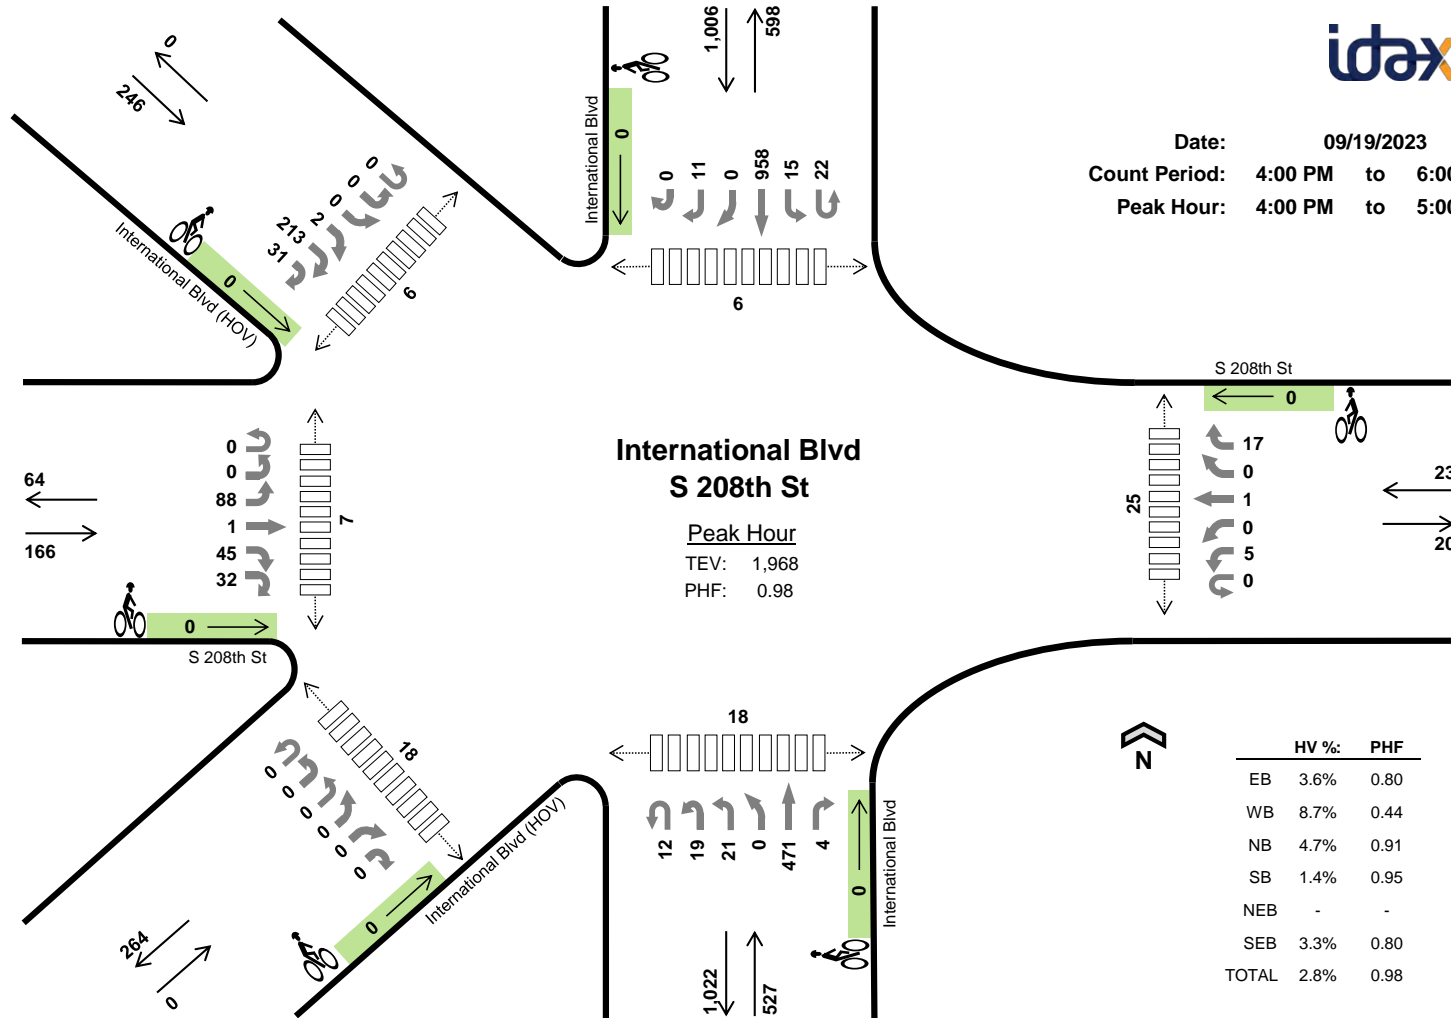 idax
Date: 09/19/2023
Count Period: 4:00 PM to 6:00
Peak Hour: 4:00 PM to 5:00
1,006
598
0
246
International Blvd
0
0
11
0
958
15
22
6
0
0
0
2
213
31
6
0
International Blvd (HOV)
S 208th St
0
17
0
1
0
5
0
25
23
20
0
0
88
1
45
32
7
64
166
0
S 208th St
International Blvd
S 208th St
Peak Hour
TEV: 1,968
PHF: 0.98
18
0
0
0
0
0
0
0
International Blvd (HOV)
264
0
18
12
19
21
0
471
4
0
International Blvd
1,022
527
N
HV %: PHF
EB 3.6% 0.80
WB 8.7% 0.44
NB 4.7% 0.91
SB 1.4% 0.95
NEB - -
SEB 3.3% 0.80
TOTAL 2.8% 0.98